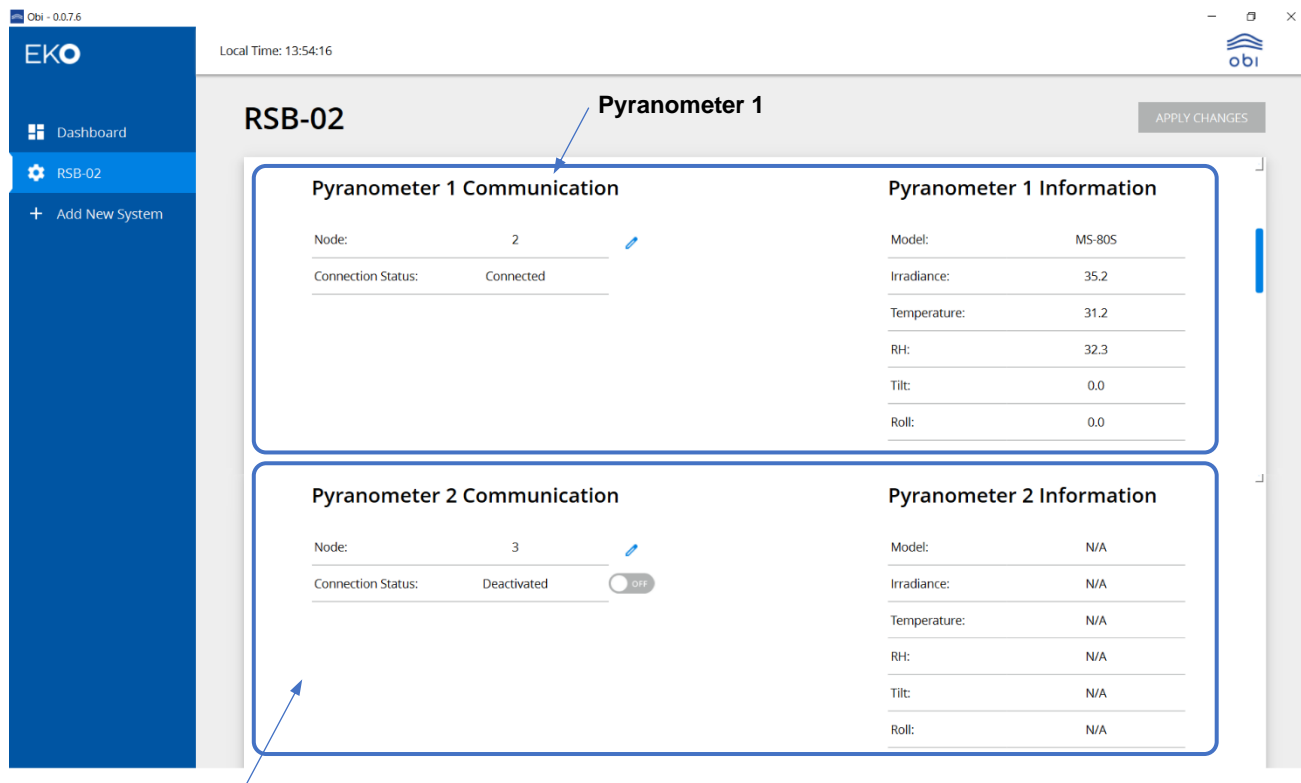 Obi - 0.0.7.6
EKO
Local Time: 13:54:16
obi
Dashboard
RSB-02
Add New System
RSB-02
Pyranometer 1
APPLY CHANGES
Pyranometer 1 Communication
Node: 2
Connection Status: Connected
Pyranometer 1 Information
Model: MS-80S
Irradiance: 35.2
Temperature: 31.2
RH: 32.3
Tilt: 0.0
Roll: 0.0
Pyranometer 2 Communication
Node: 3
Connection Status: Deactivated OFF
Pyranometer 2 Information
Model: N/A
Irradiance: N/A
Temperature: N/A
RH: N/A
Tilt: N/A
Roll: N/A